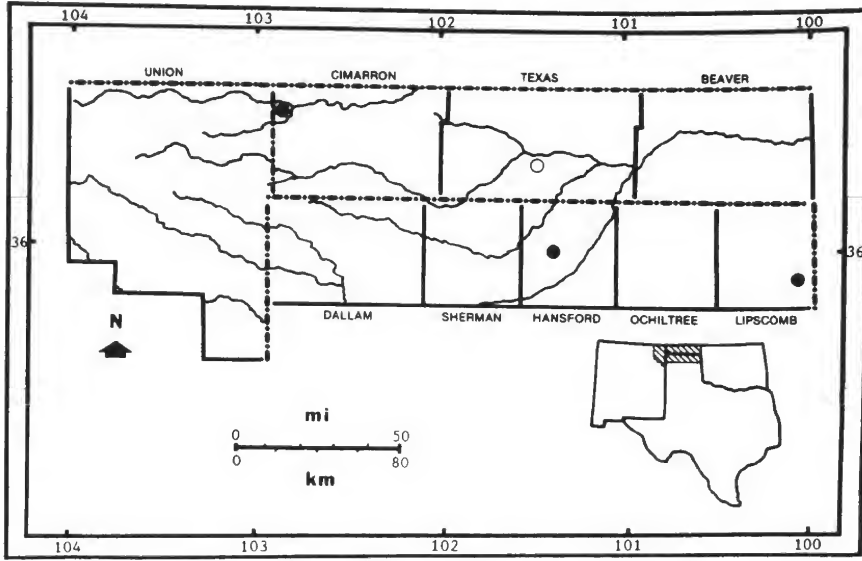 104 103 102 101 100
UNION CIMARRON TEXAS BEAVER
36 36
DALLAM SHERMAN HANSFORD OCHILTREE LIPSCOMB
N
mi
0 50
0 80
km
104 103 102 101 100